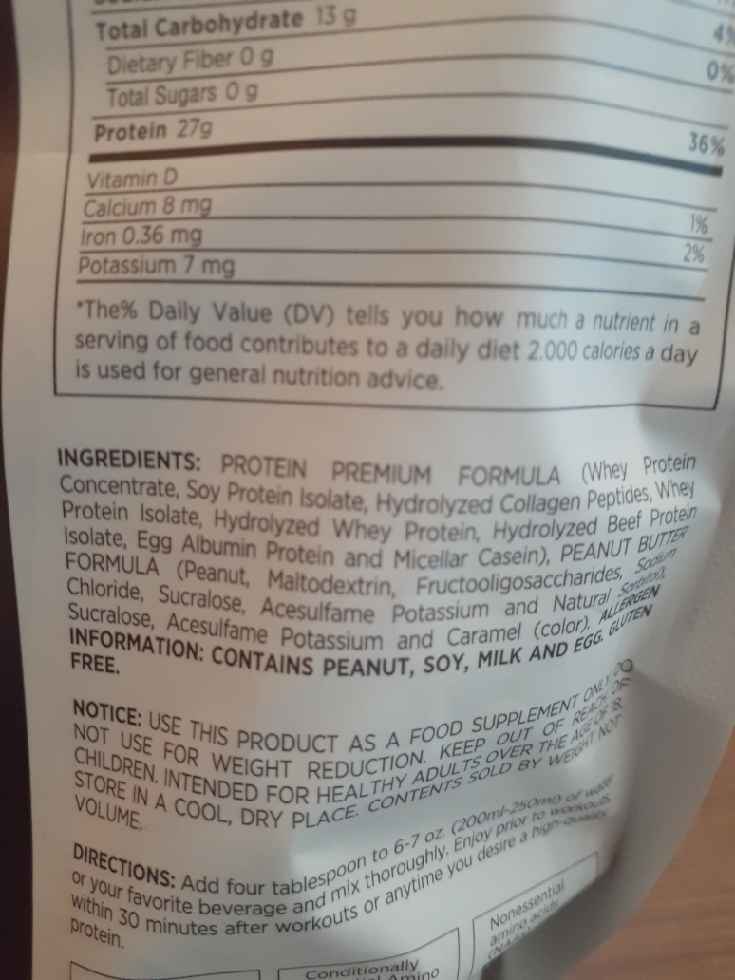 Total Carbohydrate 13 g
4%
Dietary Fiber 0 g
0%
Total Sugars 0 g
Protein 27g
36%
Vitamin D
Calcium 8 mg
1%
Iron 0.36 mg
2%
Potassium 7 mg
*The% Daily Value (DV) tells you how much a nutrient in a
serving of food contributes to a daily diet 2.000 calories a day
is used for general nutrition advice.
INGREDIENTS: PROTEIN PREMIUM FORMULA (Whey Protein
Concentrate, Soy Protein Isolate, Hydrolyzed Collagen Peptides, Whey
Protein Isolate, Hydrolyzed Whey Protein, Hydrolyzed Beef Protein
Isolate, Egg Albumin Protein and Micellar Casein), PEANUT BUTTER
FORMULA (Peanut, Maltodextrin, Fructooligosaccharides, Sodium
Chloride, Sucralose, Acesulfame Potassium and Natural Sorbitol),
Sucralose, Acesulfame Potassium and Caramel (color). ALLERGEN
INFORMATION: CONTAINS PEANUT, SOY, MILK AND EGG. GLUTEN
FREE.
NOTICE: USE THIS PRODUCT AS A FOOD SUPPLEMENT ONLY. DO
NOT USE FOR WEIGHT REDUCTION. KEEP OUT OF REACH OF
CHILDREN. INTENDED FOR HEALTHY ADULTS OVER THE AGE OF 18.
STORE IN A COOL, DRY PLACE. CONTENTS SOLD BY WEIGHT NOT
VOLUME.
DIRECTIONS: Add four tablespoon to 6-7 oz. (200ml-250ml) of water
or your favorite beverage and mix thoroughly. Enjoy prior to workouts,
within 30 minutes after workouts or anytime you desire a high-quality
protein.
Nonessential
amino acids
Conditionally
Amino